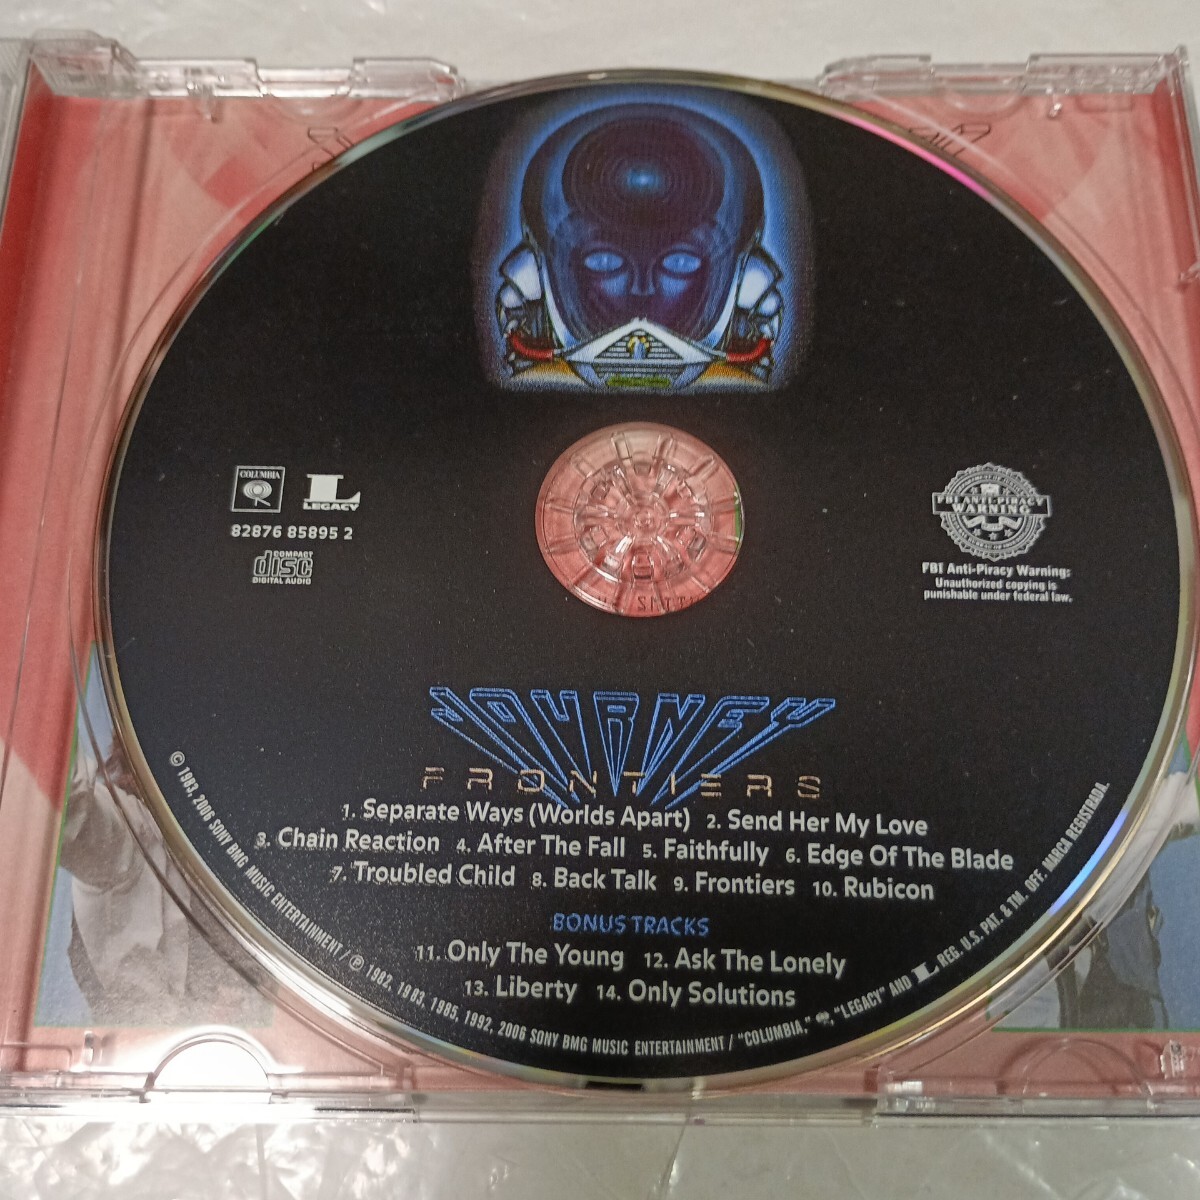 COLUMBIA
L
LEGACY
82876 85895 2
COMPACT
disc
DIGITAL AUDIO
FBI ANTI-PIRACY
WARNING
FBI Anti-Piracy Warning:
Unauthorized copying is
punishable under federal law.
JOURNEY
FRONTIERS
1. Separate Ways (Worlds Apart) 2. Send Her My Love
3. Chain Reaction 4. After The Fall 5. Faithfully 6. Edge Of The Blade
7. Troubled Child 8. Back Talk 9. Frontiers 10. Rubicon
BONUS TRACKS
11. Only The Young 12. Ask The Lonely
13. Liberty 14. Only Solutions
© 1983, 2006 SONY BMG MUSIC ENTERTAINMENT / ℗ 1982, 1983, 1985, 1992, 2006 SONY BMG MUSIC ENTERTAINMENT / "COLUMBIA," , "LEGACY" AND L REG. U.S. PAT. & TM. OFF. MARCA REGISTRADA.